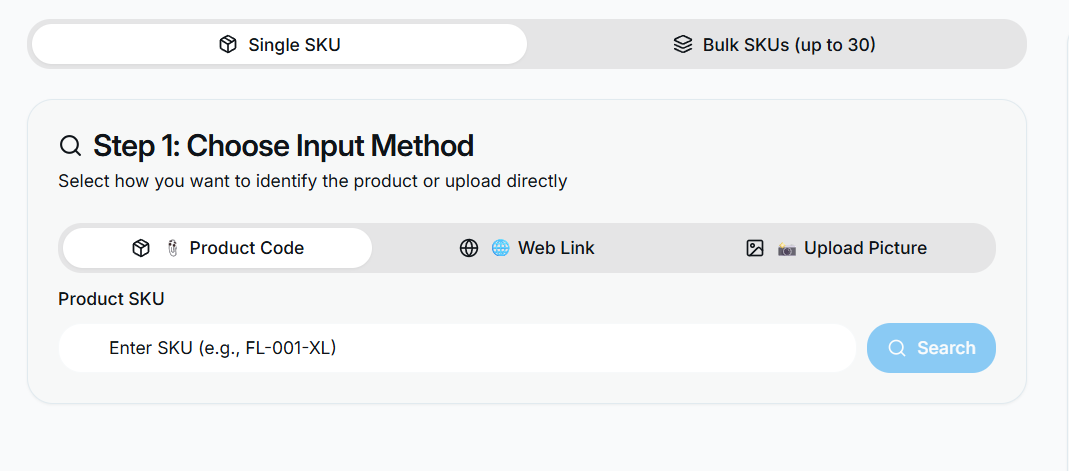 Single SKU
Bulk SKUs (up to 30)
Step 1: Choose Input Method
Select how you want to identify the product or upload directly
Product Code
Web Link
Upload Picture
Product SKU
Enter SKU (e.g., FL-001-XL)
Search